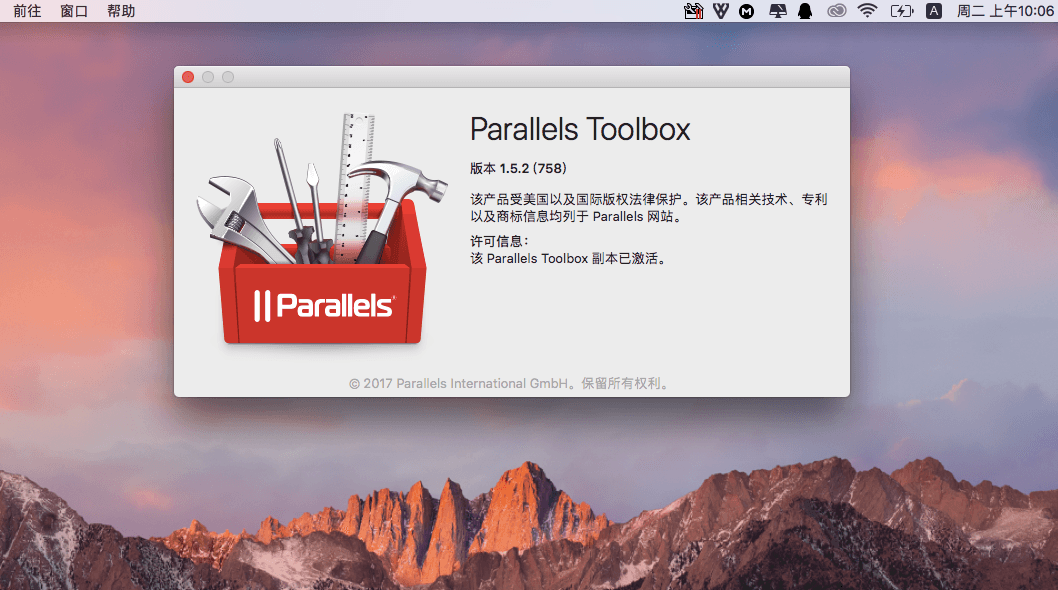 前往 窗口 帮助
A 周二 上午10:06
Parallels Toolbox
版本 1.5.2 (758)
该产品受美国以及国际版权法律保护。该产品相关技术、专利
以及商标信息均列于 Parallels 网站。
许可信息：
该 Parallels Toolbox 副本已激活。
Parallels®
© 2017 Parallels International GmbH。保留所有权利。